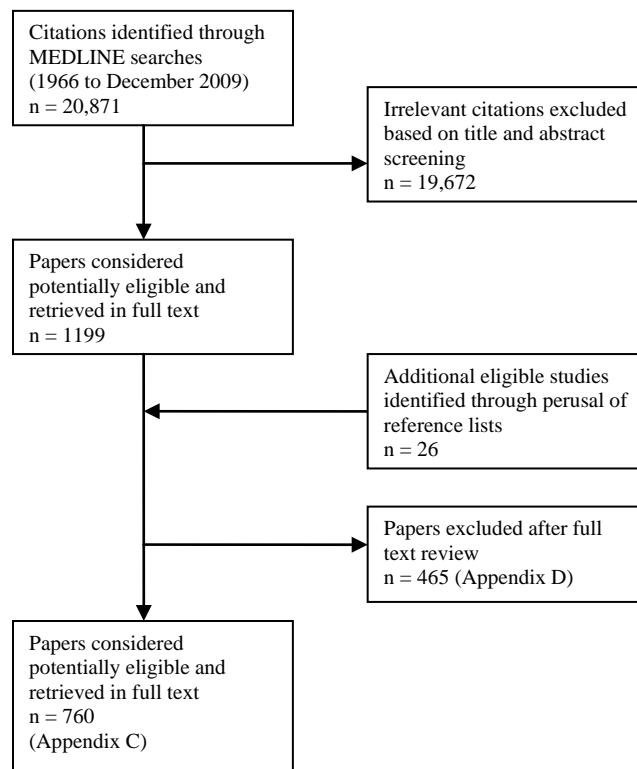 Citations identified through
MEDLINE searches
(1966 to December 2009)
n = 20,871
Irrelevant citations excluded
based on title and abstract
screening
n = 19,672
Papers considered
potentially eligible and
retrieved in full text
n = 1199
Additional eligible studies
identified through perusal of
reference lists
n = 26
Papers excluded after full
text review
n = 465 (Appendix D)
Papers considered
potentially eligible and
retrieved in full text
n = 760
(Appendix C)